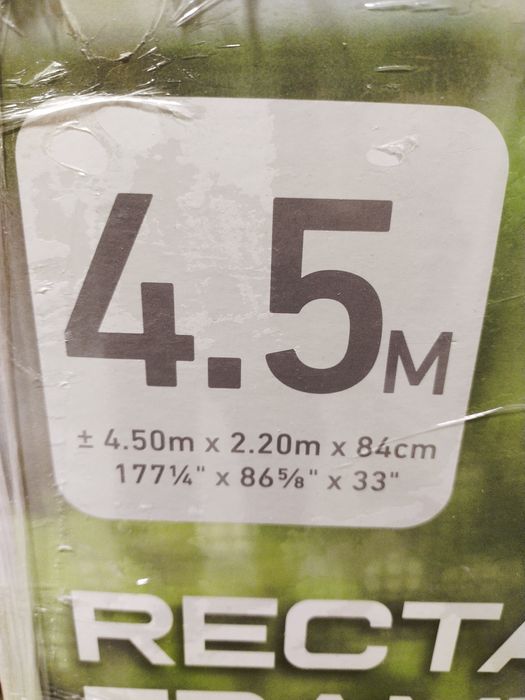 4.5M
± 4.50m x 2.20m x 84cm
177¼" x 86⅝" x 33"
RECTA